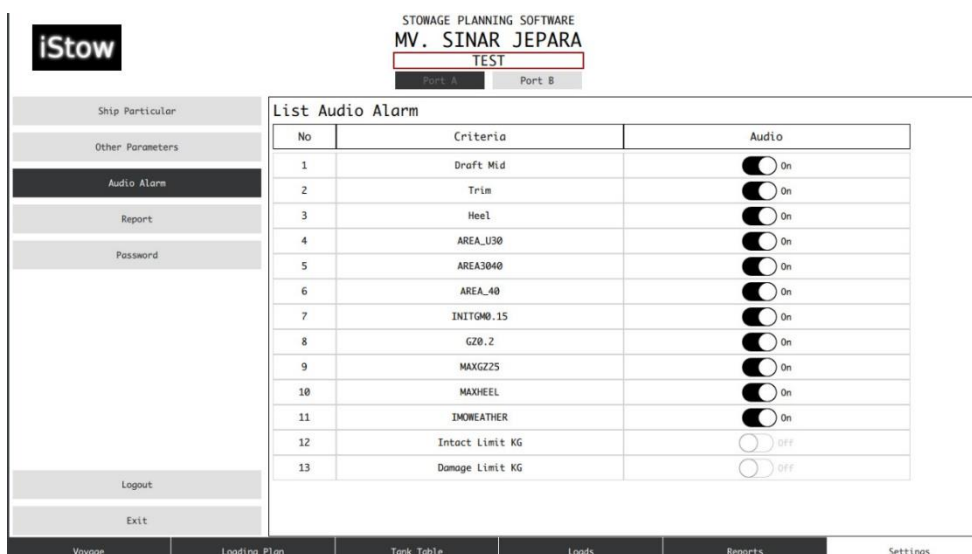 iStow
STOWAGE PLANNING SOFTWARE
MV. SINAR JEPARA
TEST
Port A Port B
Ship Particular
Other Parameters
Audio Alarm
Report
Password
Logout
Exit
List Audio Alarm
No Criteria Audio
1 Draft Mid On
2 Trim On
3 Heel On
4 AREA_U30 On
5 AREA3040 On
6 AREA_40 On
7 INITGM0.15 On
8 GZ0.2 On
9 MAXGZ25 On
10 MAXHEEL On
11 IMOWEATHER On
12 Intact Limit KG Off
13 Damage Limit KG Off
Voyage Loading Plan Tank Table Loads Reports Settings